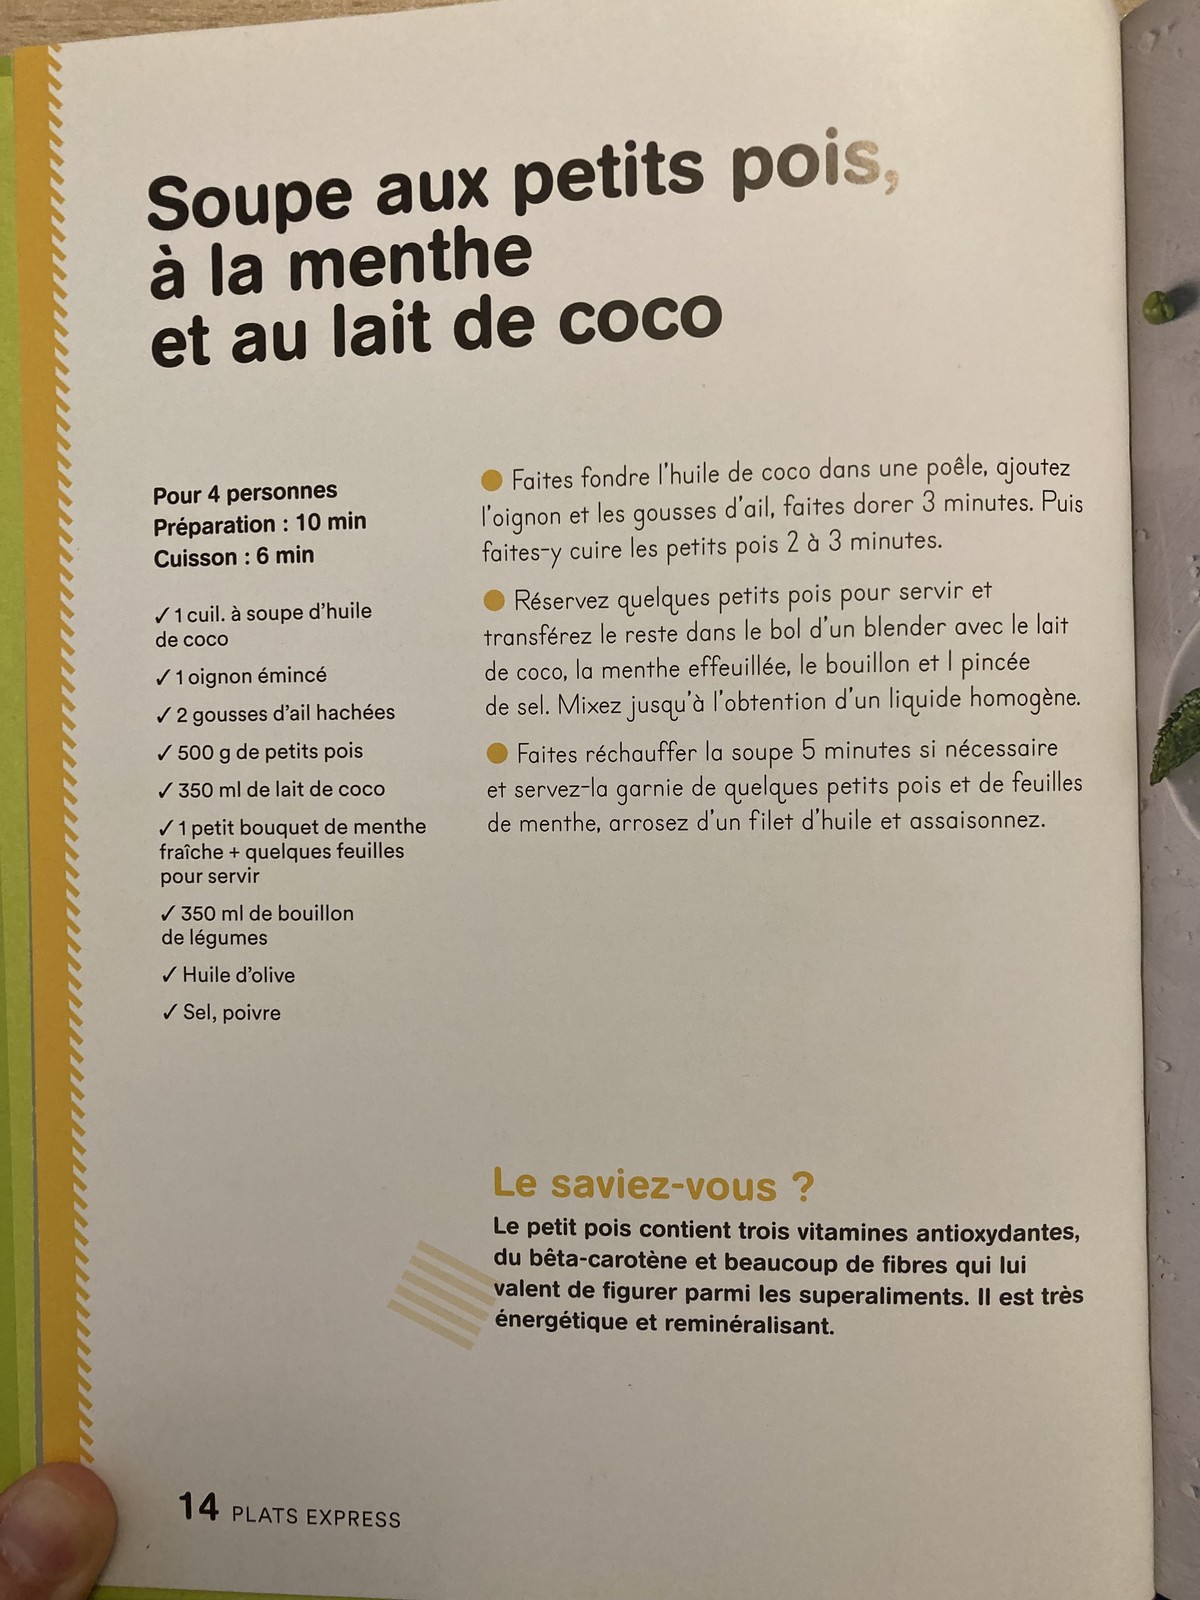 Soupe aux petits pois,
à la menthe
et au lait de coco
Pour 4 personnes
Préparation : 10 min
Cuisson : 6 min
✓ 1 cuil. à soupe d'huile
de coco
✓ 1 oignon émincé
✓ 2 gousses d'ail hachées
✓ 500 g de petits pois
✓ 350 ml de lait de coco
✓ 1 petit bouquet de menthe
fraîche + quelques feuilles
pour servir
✓ 350 ml de bouillon
de légumes
✓ Huile d'olive
✓ Sel, poivre
● Faites fondre l'huile de coco dans une poêle, ajoutez
l'oignon et les gousses d'ail, faites dorer 3 minutes. Puis
faites-y cuire les petits pois 2 à 3 minutes.
● Réservez quelques petits pois pour servir et
transférez le reste dans le bol d'un blender avec le lait
de coco, la menthe effeuillée, le bouillon et 1 pincée
de sel. Mixez jusqu'à l'obtention d'un liquide homogène.
● Faites réchauffer la soupe 5 minutes si nécessaire
et servez-la garnie de quelques petits pois et de feuilles
de menthe, arrosez d'un filet d'huile et assaisonnez.
Le saviez-vous ?
Le petit pois contient trois vitamines antioxydantes,
du bêta-carotène et beaucoup de fibres qui lui
valent de figurer parmi les superaliments. Il est très
énergétique et reminéralisant.
14 PLATS EXPRESS